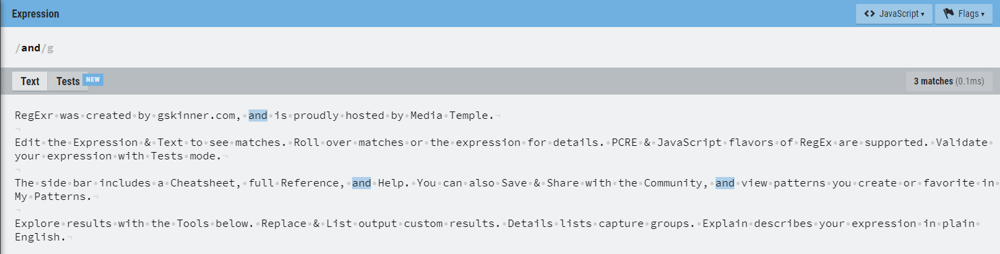 Expression
<> JavaScript ▾
Flags ▾
/and/g
Text
Tests
NEW
3 matches (0.1ms)
RegExr was created by gskinner.com, and is proudly hosted by Media Temple.
Edit the Expression & Text to see matches. Roll over matches or the expression for details. PCRE & JavaScript flavors of RegEx are supported. Validate
your expression with Tests mode.
The side bar includes a Cheatsheet, full Reference, and Help. You can also Save & Share with the Community, and view patterns you create or favorite in
My Patterns.
Explore results with the Tools below. Replace & List output custom results. Details lists capture groups. Explain describes your expression in plain
English.